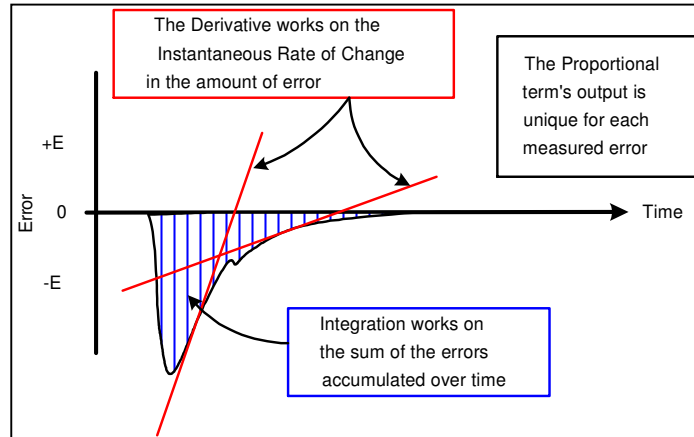 The Derivative works on the
Instantaneous Rate of Change
in the amount of error
The Proportional
term's output is
unique for each
measured error
+E
Error
0
Time
-E
Integration works on
the sum of the errors
accumulated over time